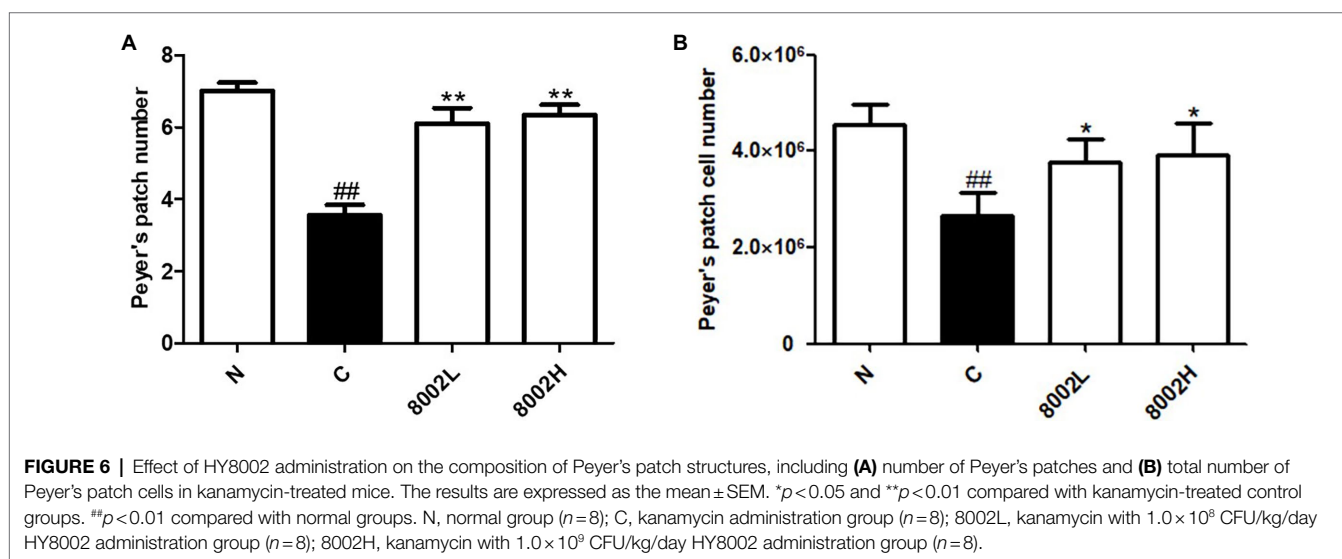 A
Peyer's patch number
8
6
4
2
0
##
**
**
N
C
8002L
8002H
B
Peyer's patch cell number
6.0×10⁶
4.0×10⁶
2.0×10⁶
0
##
*
*
N
C
8002L
8002H
FIGURE 6 | Effect of HY8002 administration on the composition of Peyer's patch structures, including (A) number of Peyer's patches and (B) total number of
Peyer's patch cells in kanamycin-treated mice. The results are expressed as the mean ± SEM. *p < 0.05 and **p < 0.01 compared with kanamycin-treated control
groups. ##p < 0.01 compared with normal groups. N, normal group (n = 8); C, kanamycin administration group (n = 8); 8002L, kanamycin with 1.0 × 10⁸ CFU/kg/day
HY8002 administration group (n = 8); 8002H, kanamycin with 1.0 × 10⁹ CFU/kg/day HY8002 administration group (n = 8).